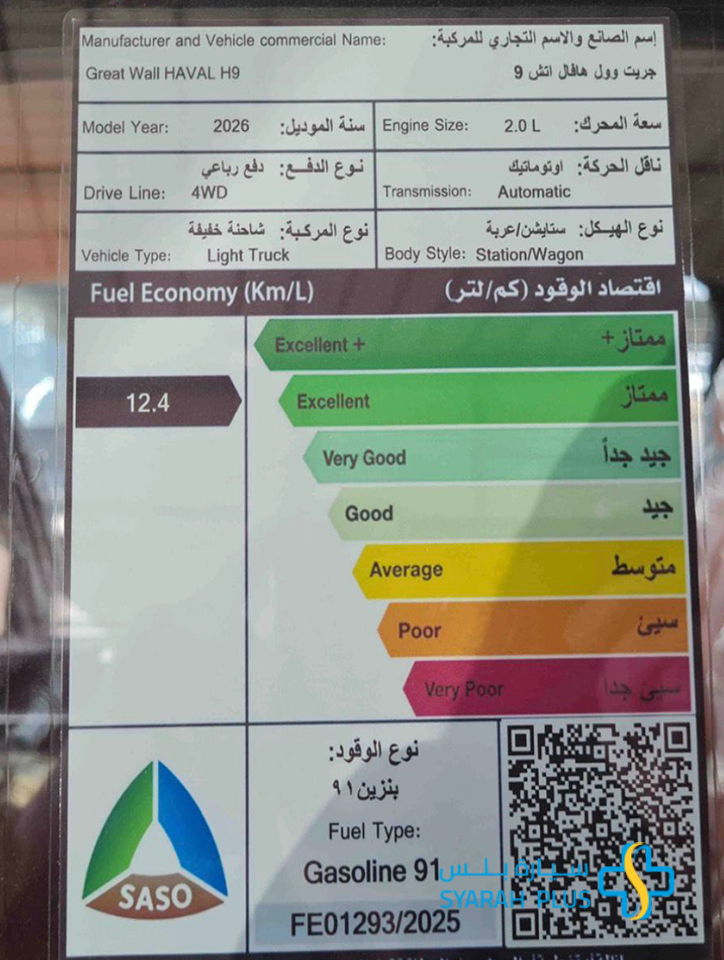 Manufacturer and Vehicle commercial Name: إسم الصانع والاسم التجاري للمركبة:
Great Wall HAVAL H9 جريت وول هافال اتش 9
Model Year: 2026 سنة الموديل: Engine Size: 2.0 L سعة المحرك:
نوع الدفـع: دفع رباعي ناقل الحركة: اوتوماتيك
Drive Line: 4WD Transmission: Automatic
نوع المركبة: شاحنة خفيفة نوع الهيكل: ستايشن/عربة
Vehicle Type: Light Truck Body Style: Station/Wagon
Fuel Economy (Km/L) اقتصاد الوقود (كم/لتر)
Excellent + ممتاز+
12.4 Excellent ممتاز
Very Good جيد جداً
Good جيد
Average متوسط
Poor سيئ
Very Poor سيئ جدا
نوع الوقود:
بنزين ٩١
Fuel Type:
Gasoline 91
FE01293/2025
SASO
سيارة بلس
SYARAH PLUS